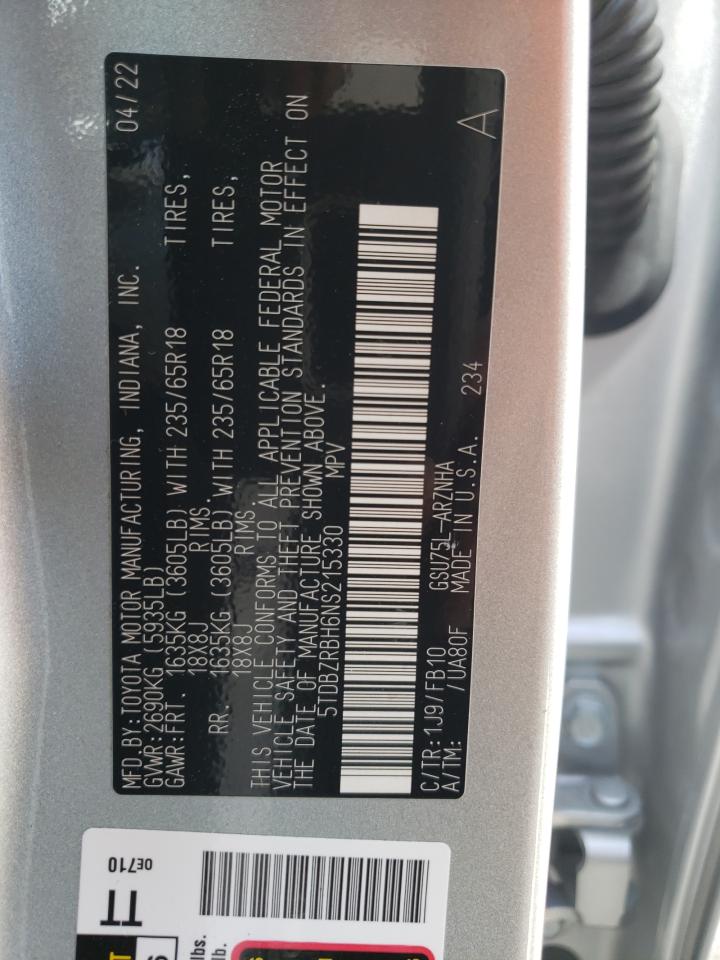 MFD BY:TOYOTA MOTOR MANUFACTURING, INDIANA, INC. 04/22
GVWR:2690KG (5935LB)
GAWR:FRT. 1635KG (3605LB) WITH 235/65R18 TIRES,
18X8J RIMS.
RR. 1635KG (3605LB) WITH 235/65R18 TIRES,
18X8J RIMS.
THIS VEHICLE CONFORMS TO ALL APPLICABLE FEDERAL MOTOR
VEHICLE SAFETY AND THEFT PREVENTION STANDARDS IN EFFECT ON
THE DATE OF MANUFACTURE SHOWN ABOVE.
5TDBZRBH6NS215330 MPV
C/TR:1J9/FB10 GSU75L-ARZNHA
A/TM: /UA80F MADE IN U.S.A. 234
A
0E710
TT
lbs.
lb.